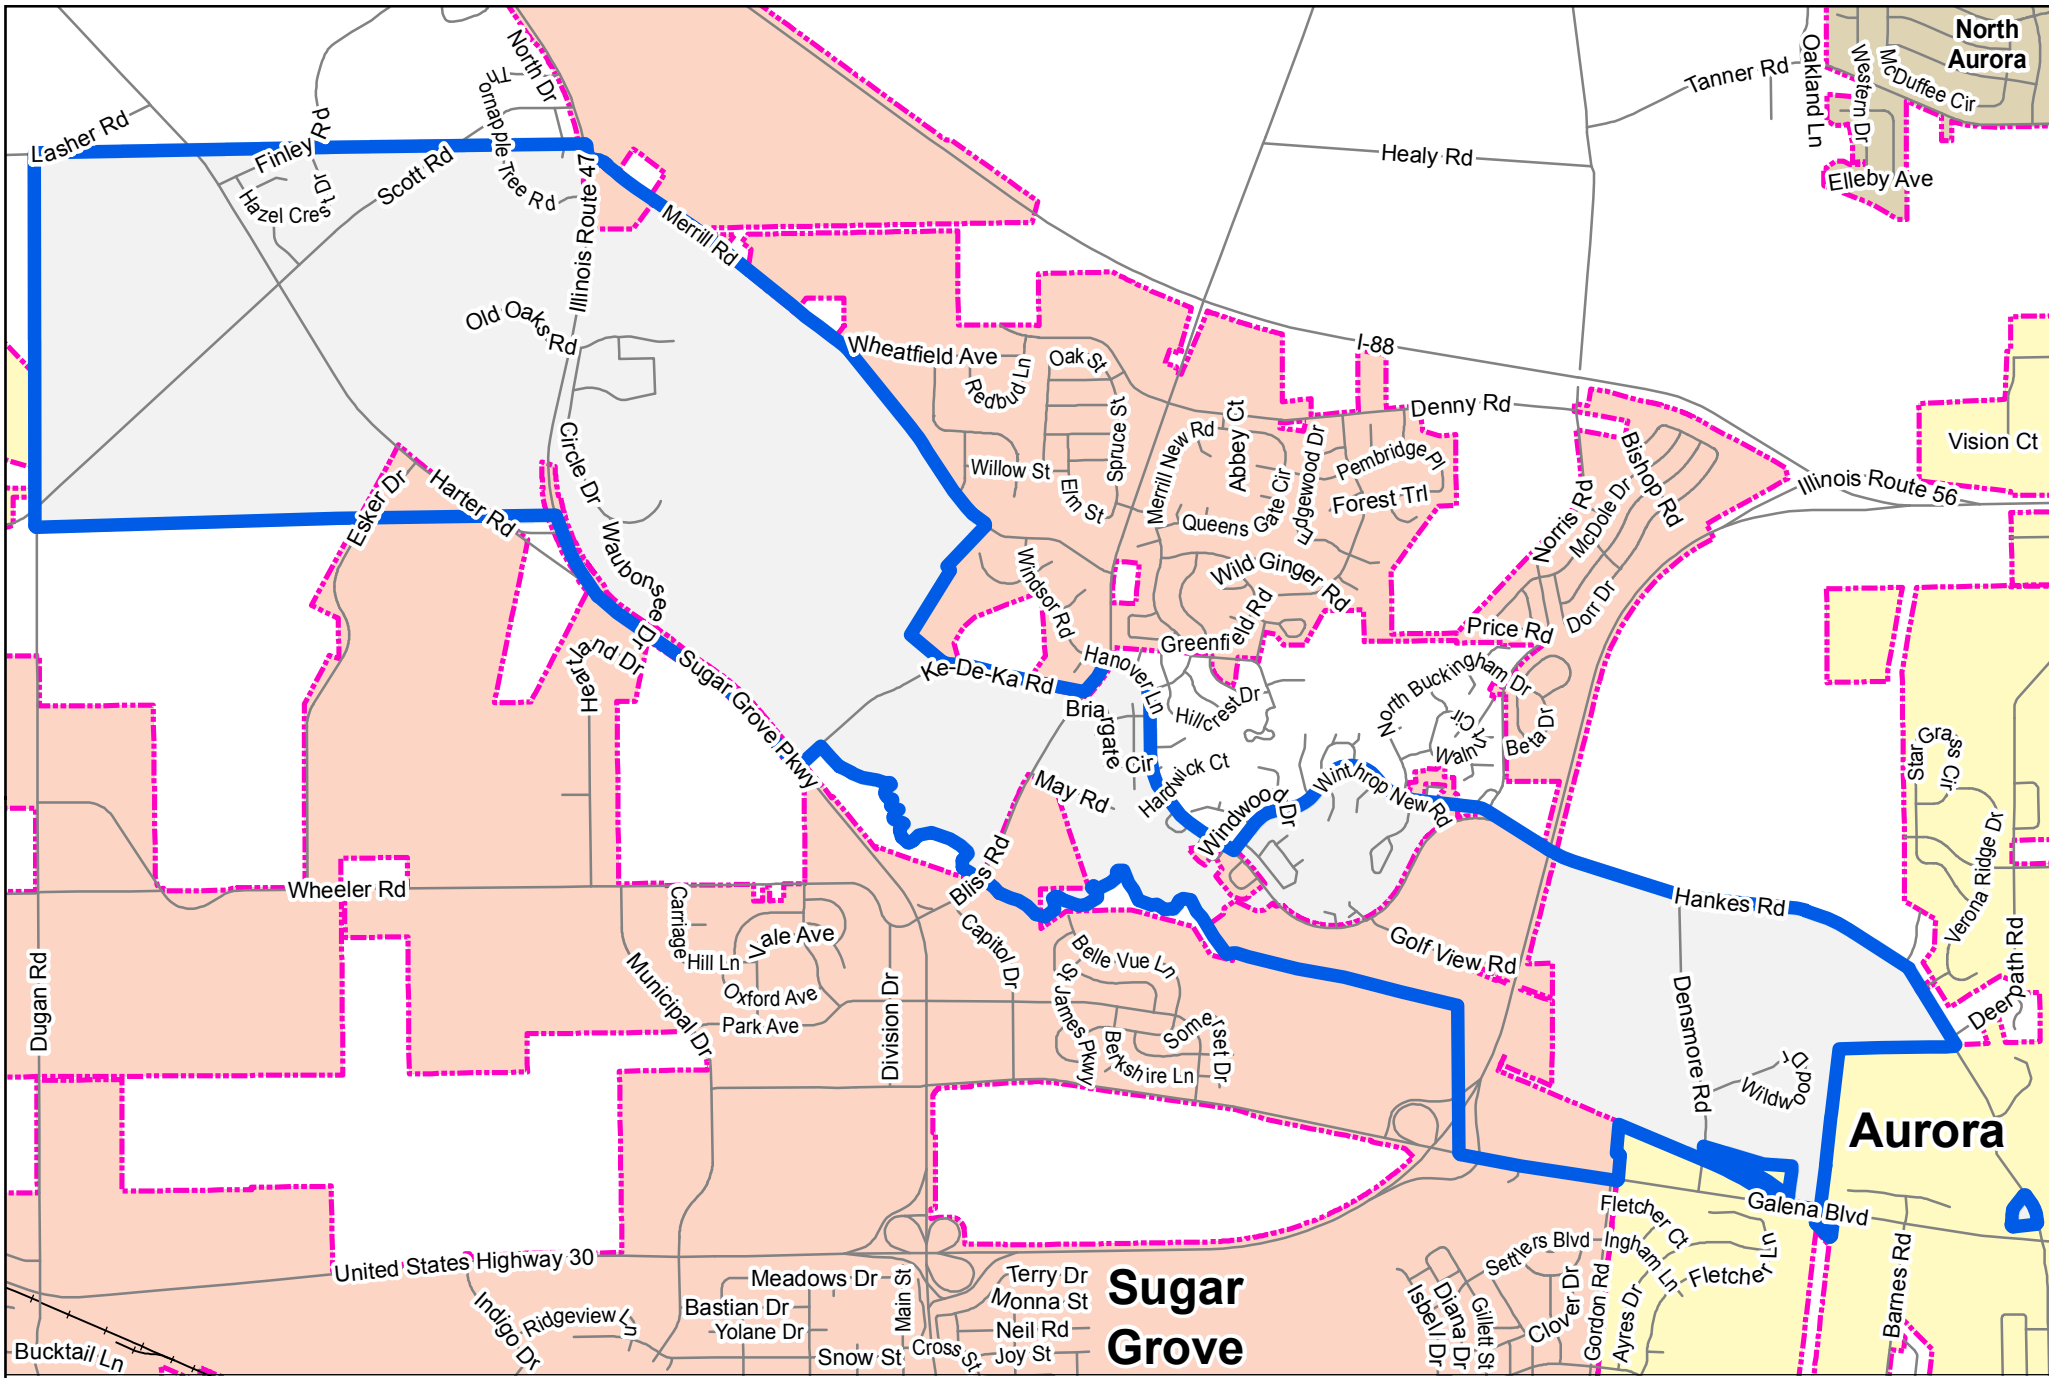 North
Aurora
North Dr
Thornapple Tree Rd
Oakland Ln
Western Dr
McDuffee Cir
Tanner Rd
Elleby Ave
Lasher Rd
Finley Rd
Hazel Crest Dr
Scott Rd
Illinois Route 47
Merrill Rd
Healy Rd
Old Oaks Rd
Wheatfield Ave
Redbud Ln
Oak St
I-88
Spruce St
Denny Rd
Merrill New Rd
Abbey Ct
Edgewood Dr
Pembridge Pl
Vision Ct
Willow St
Elm St
Queens Gate Cir
Forest Trl
Bishop Rd
Illinois Route 56
Circle Dr
Esker Dr
Harter Rd
Norris Rd
McDole Dr
Waubonsee Dr
Windsor Rd
Wild Ginger Rd
Dorr Dr
Price Rd
Greenfield Rd
Heartland Dr
Sugar Grove Pkwy
Ke-De-Ka Rd
Hanover Ln
Hillcrest Dr
North Buckingham Dr
Briargate Cir
Walnut Cir
Beta Dr
Star Grass Cir
Hardwick Ct
May Rd
Windwood Dr
Winthrop New Rd
Bliss Rd
Verona Ridge Dr
Wheeler Rd
Hankes Rd
Carriage Hill Ln
Vale Ave
Capitol Dr
Belle Vue Ln
Golf View Rd
Deerpath Rd
Dugan Rd
Municipal Dr
Oxford Ave
Park Ave
Division Dr
St James Pkwy
Somerset Dr
Berkshire Ln
Densmore Rd
Wildwood Dr
Aurora
Galena Blvd
Fletcher Ct
United States Highway 30
Settlers Blvd
Ingham Ln
Fletcher Ln
Barnes Rd
Meadows Dr
Main St
Terry Dr
Sugar
Grove
Monna St
Bastian Dr
Yolane Dr
Neil Rd
Indigo Dr
Ridgeview Ln
Isbell Dr
Diana Dr
Gillett St
Clover Dr
Gordon Rd
Ayres Dr
Bucktail Ln
Snow St
Cross St
Joy St